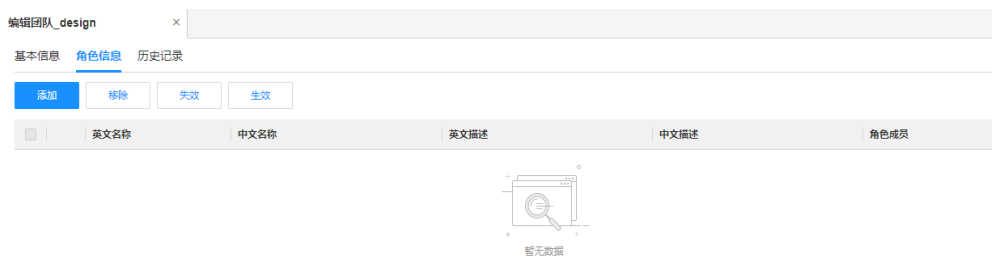 编辑团队_design ×
基本信息 角色信息 历史记录
添加 移除 失效 生效
英文名称 中文名称 英文描述 中文描述 角色成员
暂无数据